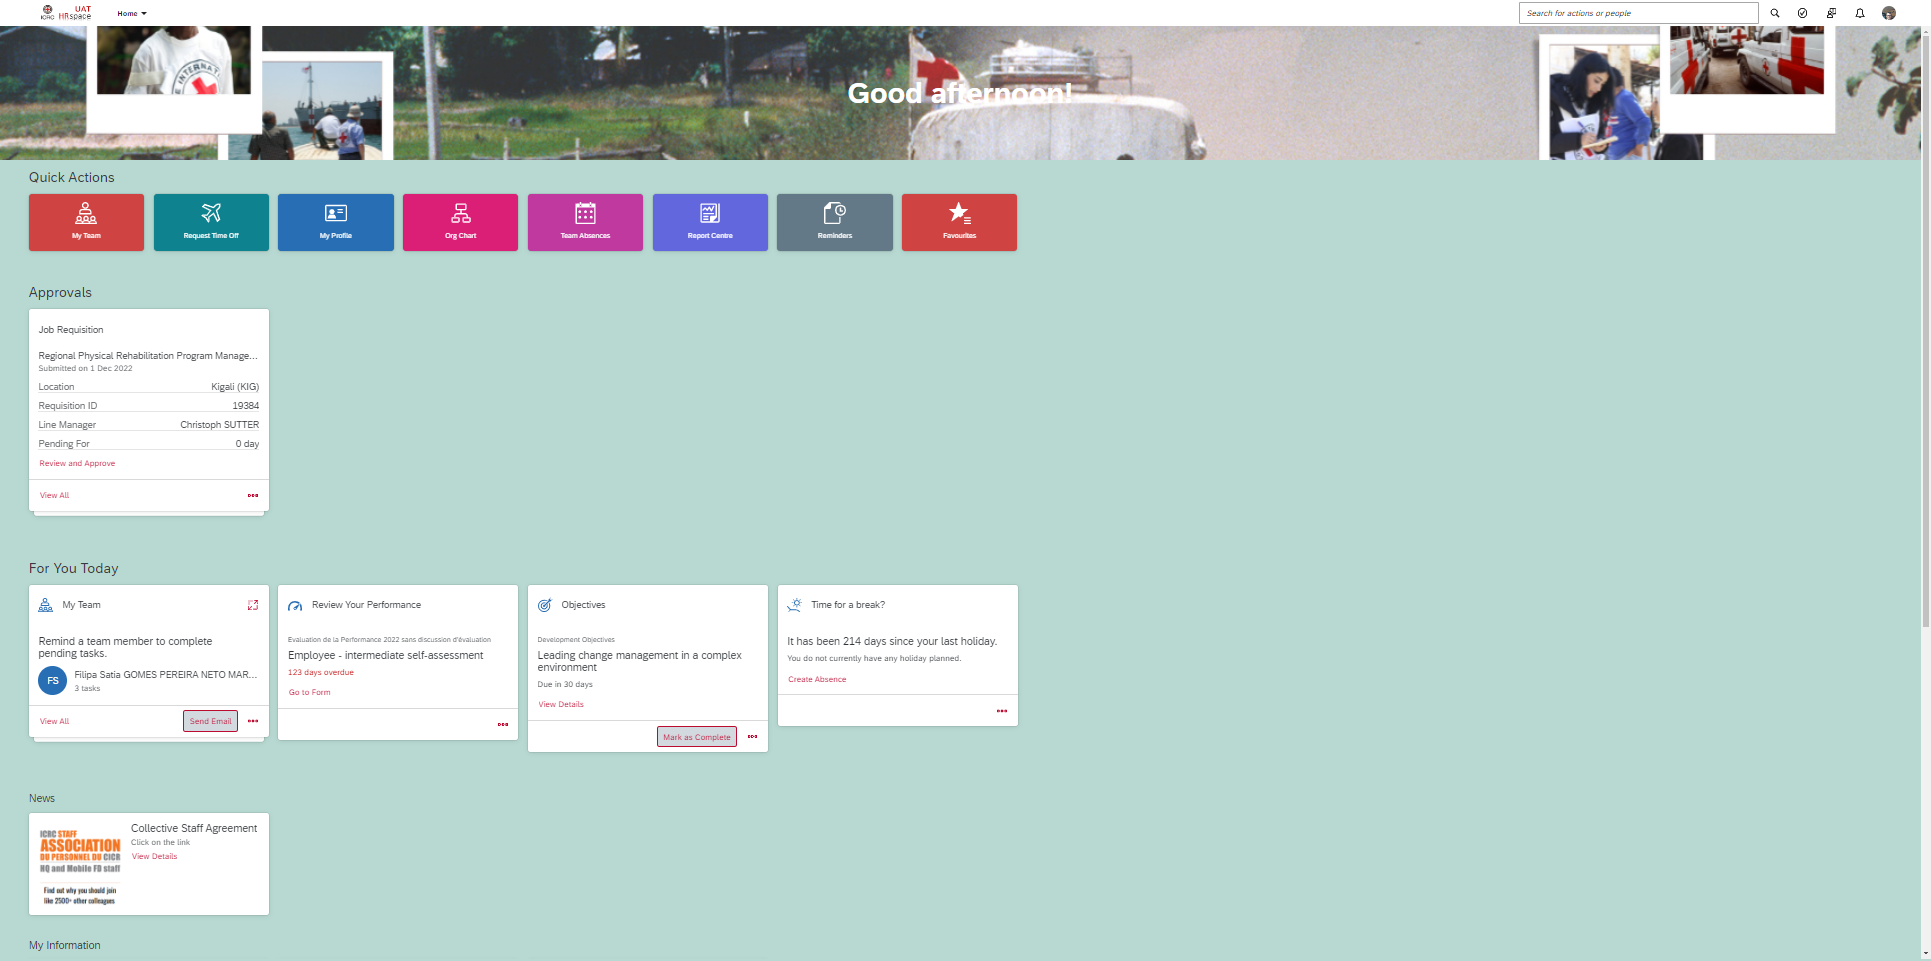 ICRC
UAT
HRspace
Home
Search for actions or people
INTERNAT
Good afternoon!
Quick Actions
My Team
Request Time Off
My Profile
Org Chart
Team Absences
Report Centre
Reminders
Favourites
Approvals
Job Requisition
Regional Physical Rehabilitation Program Manage...
Submitted on 1 Dec 2022
Location Kigali (KIG)
Requisition ID 19384
Line Manager Christoph SUTTER
Pending For 0 day
Review and Approve
View All
For You Today
My Team
Remind a team member to complete
pending tasks.
FS
Filipa Satia GOMES PEREIRA NETO MAR...
3 tasks
View All
Send Email
Review Your Performance
Evaluation de la Performance 2022 sans discussion d'évaluation
Employee - intermediate self-assessment
123 days overdue
Go to Form
Objectives
Development Objectives
Leading change management in a complex
environment
Due in 30 days
View Details
Mark as Complete
Time for a break?
It has been 214 days since your last holiday.
You do not currently have any holiday planned.
Create Absence
News
ICRC STAFF
ASSOCIATION
DU PERSONNEL DU CICR
HQ and Mobile FD staff
Find out why you should join
like 2500+ other colleagues
Collective Staff Agreement
Click on the link
View Details
My Information